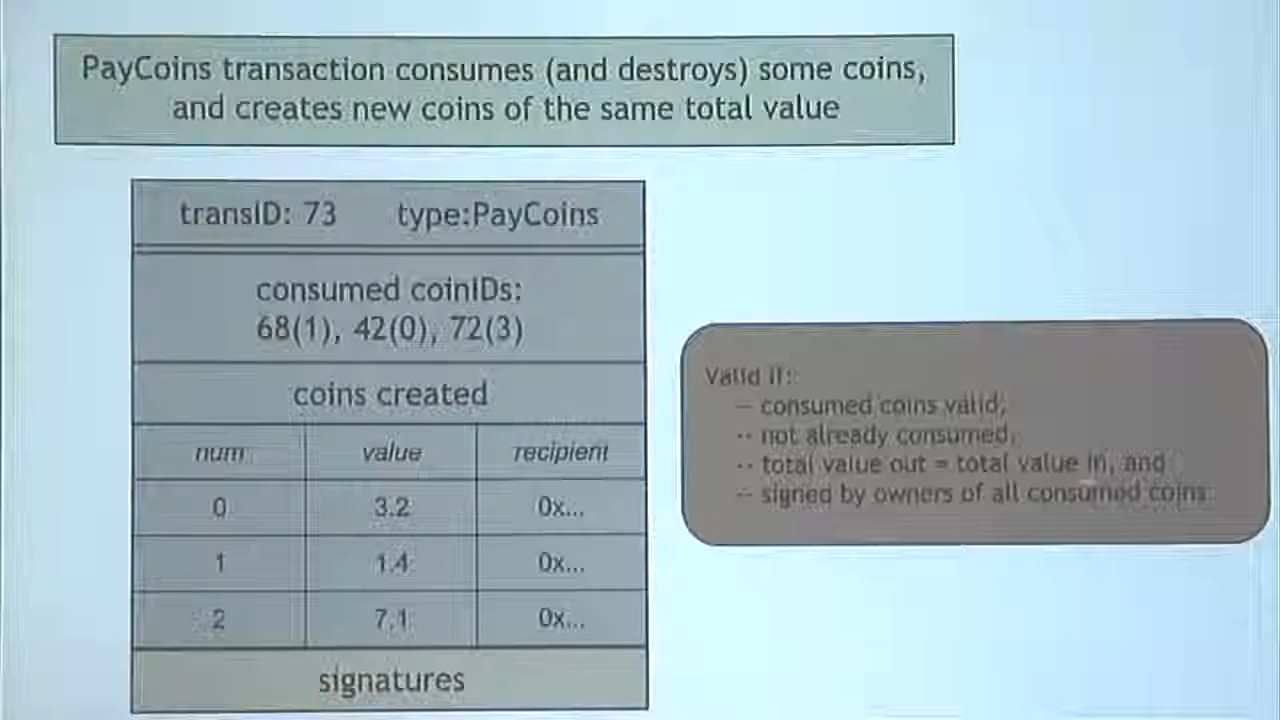 PayCoins transaction consumes (and destroys) some coins,
and creates new coins of the same total value
transID: 73 type:PayCoins
consumed coinIDs:
68(1), 42(0), 72(3)
coins created
num value recipient
0 3.2 0x...
1 1.4 0x...
2 7.1 0x...
signatures
Valid if:
-- consumed coins valid,
-- not already consumed,
-- total value out = total value in, and
-- signed by owners of all consumed coins